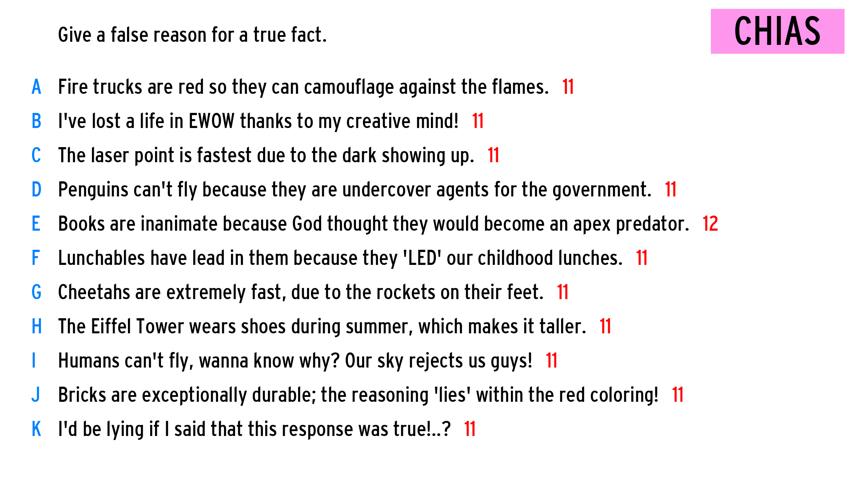 Give a false reason for a true fact.
CHIAS
A Fire trucks are red so they can camouflage against the flames. 11
B I've lost a life in EWOW thanks to my creative mind! 11
C The laser point is fastest due to the dark showing up. 11
D Penguins can't fly because they are undercover agents for the government. 11
E Books are inanimate because God thought they would become an apex predator. 12
F Lunchables have lead in them because they 'LED' our childhood lunches. 11
G Cheetahs are extremely fast, due to the rockets on their feet. 11
H The Eiffel Tower wears shoes during summer, which makes it taller. 11
I Humans can't fly, wanna know why? Our sky rejects us guys! 11
J Bricks are exceptionally durable; the reasoning 'lies' within the red coloring! 11
K I'd be lying if I said that this response was true!..? 11